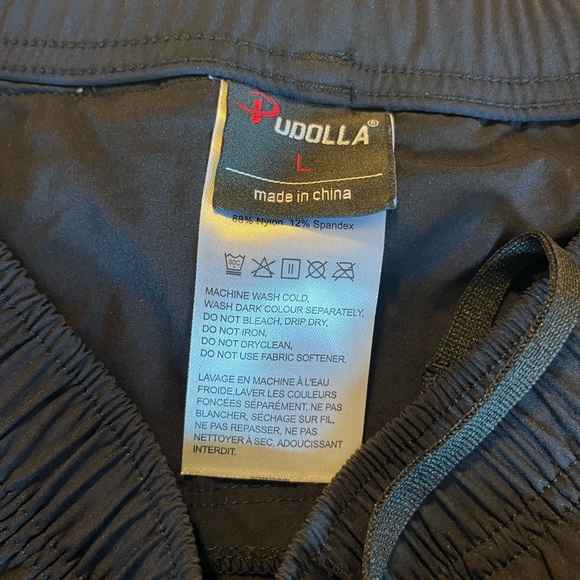 PUDOLLA®
L
made in china
88% Nylon 12% Spandex
30C
MACHINE WASH COLD,
WASH DARK COLOUR SEPARATELY,
DO NOT BLEACH, DRIP DRY,
DO NOT IRON,
DO NOT DRYCLEAN,
DO NOT USE FABRIC SOFTENER.
LAVAGE EN MACHINE À L'EAU
FROIDE,LAVER LES COULEURS
FONCÉES SÉPARÉMENT, NE PAS
BLANCHER, SÉCHAGE SUR FIL,
NE PAS REPASSER, NE PAS
NETTOYER À SEC, ADOUCISSANT
INTERDIT.